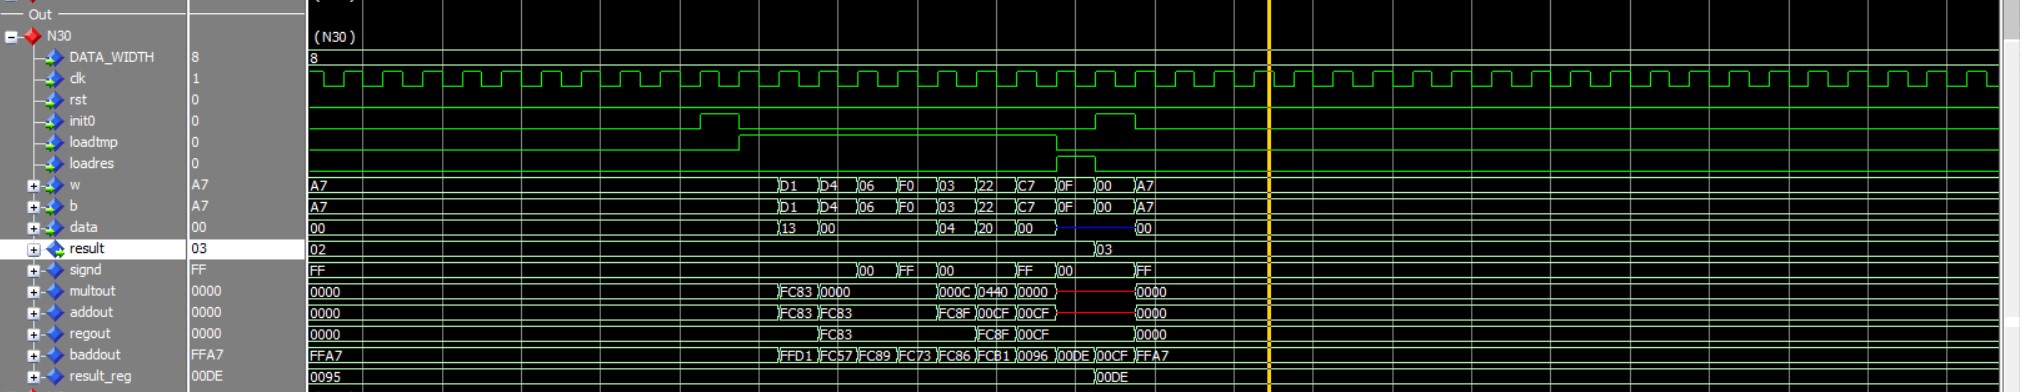 Out
N30 (N30)
DATA_WIDTH 8 8
clk 1
rst 0
init0 0
loadtmp 0
loadres 0
w A7 A7 D1 D4 06 F0 03 22 C7 0F 00 A7
b A7 A7 D1 D4 06 F0 03 22 C7 0F 00 A7
data 00 00 13 00 04 20 00 00
result 03 02 03
signd FF FF 00 FF 00 FF 00 FF
multout 0000 0000 FC83 0000 000C 0440 0000 0000
addout 0000 0000 FC83 FC83 FC8F 00CF 00CF 0000
regout 0000 0000 FC83 FC8F 00CF 0000
baddout FFA7 FFA7 FFD1 FC57 FC89 FC73 FC86 FCB1 0096 00DE 00CF FFA7
result_reg 00DE 0095 00DE